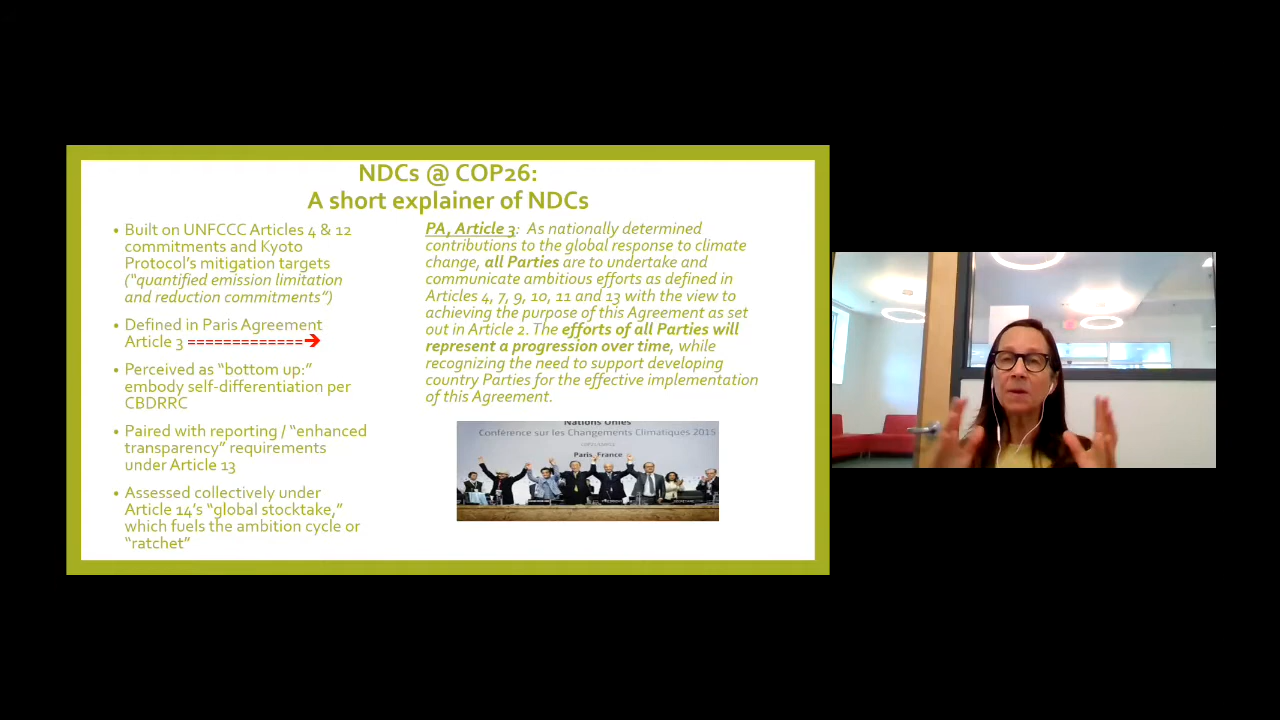 NDCs @ COP26:
A short explainer of NDCs
• Built on UNFCCC Articles 4 & 12
commitments and Kyoto
Protocol's mitigation targets
("quantified emission limitation
and reduction commitments")
• Defined in Paris Agreement
Article 3 =============➔
• Perceived as "bottom up:"
embody self-differentiation per
CBDRRC
• Paired with reporting / "enhanced
transparency" requirements
under Article 13
• Assessed collectively under
Article 14's "global stocktake,"
which fuels the ambition cycle or
"ratchet"
PA, Article 3: As nationally determined
contributions to the global response to climate
change, all Parties are to undertake and
communicate ambitious efforts as defined in
Articles 4, 7, 9, 10, 11 and 13 with the view to
achieving the purpose of this Agreement as set
out in Article 2. The efforts of all Parties will
represent a progression over time, while
recognizing the need to support developing
country Parties for the effective implementation
of this Agreement.
Nations Unies
Conférence sur les Changements Climatiques 2015
Paris, France